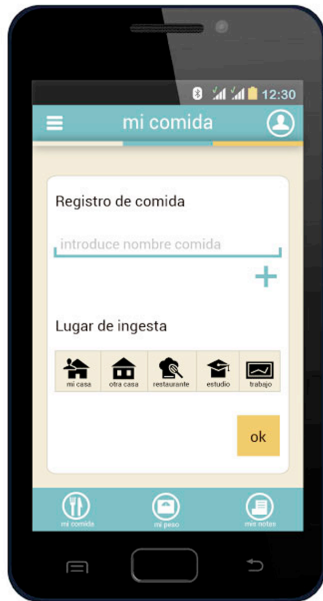 12:30
mi comida
Registro de comida
introduce nombre comida
+
Lugar de ingesta
mi casa otra casa restaurante estudio trabajo
ok
mi comida mi peso mis notas